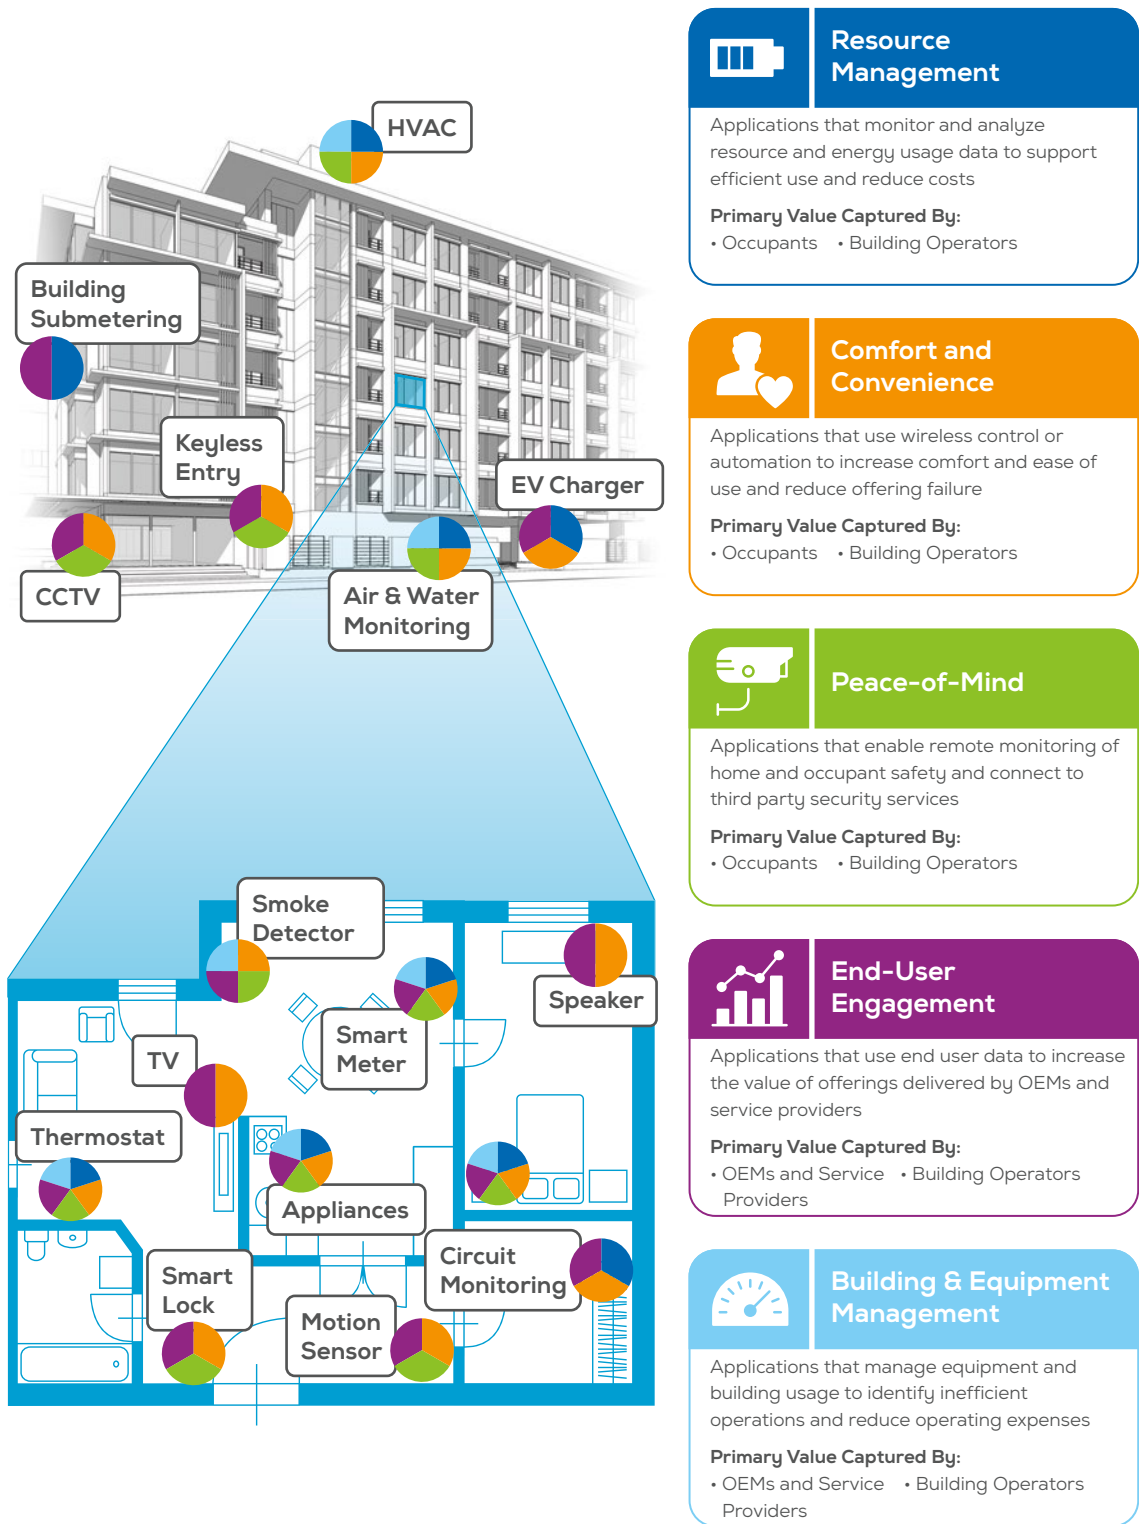 HVAC
Building
Submetering
Keyless
Entry
EV Charger
CCTV
Air & Water
Monitoring
Smoke
Detector
Speaker
Smart
Meter
TV
Thermostat
Appliances
Circuit
Monitoring
Smart
Lock
Motion
Sensor
Resource
Management
Applications that monitor and analyze
resource and energy usage data to support
efficient use and reduce costs
Primary Value Captured By:
• Occupants • Building Operators
Comfort and
Convenience
Applications that use wireless control or
automation to increase comfort and ease of
use and reduce offering failure
Primary Value Captured By:
• Occupants • Building Operators
Peace-of-Mind
Applications that enable remote monitoring of
home and occupant safety and connect to
third party security services
Primary Value Captured By:
• Occupants • Building Operators
End-User
Engagement
Applications that use end user data to increase
the value of offerings delivered by OEMs and
service providers
Primary Value Captured By:
• OEMs and Service • Building Operators
Providers
Building & Equipment
Management
Applications that manage equipment and
building usage to identify inefficient
operations and reduce operating expenses
Primary Value Captured By:
• OEMs and Service • Building Operators
Providers